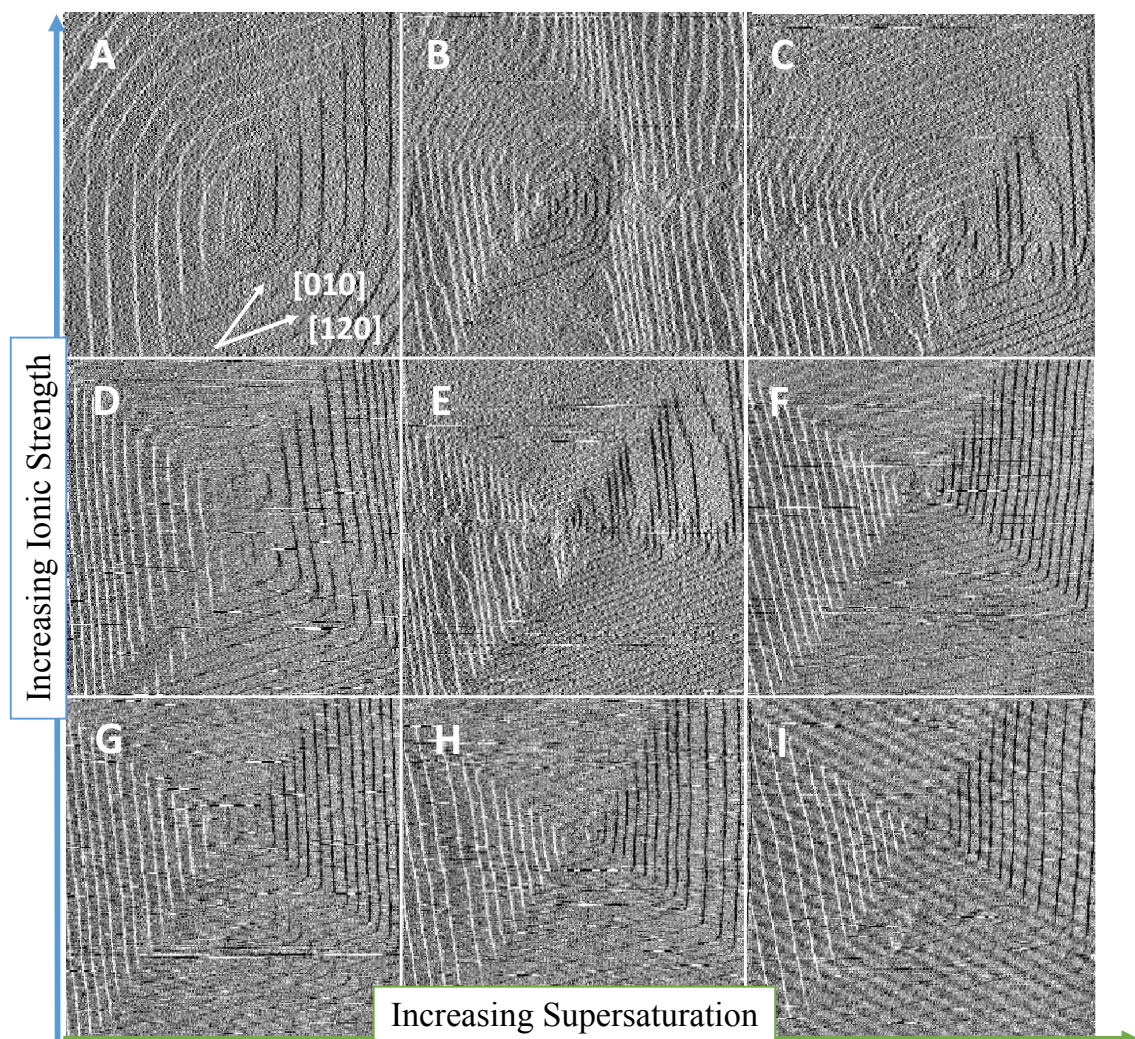 A
B
C
[010]
[120]
Increasing Ionic Strength
D
E
F
G
H
I
Increasing Supersaturation